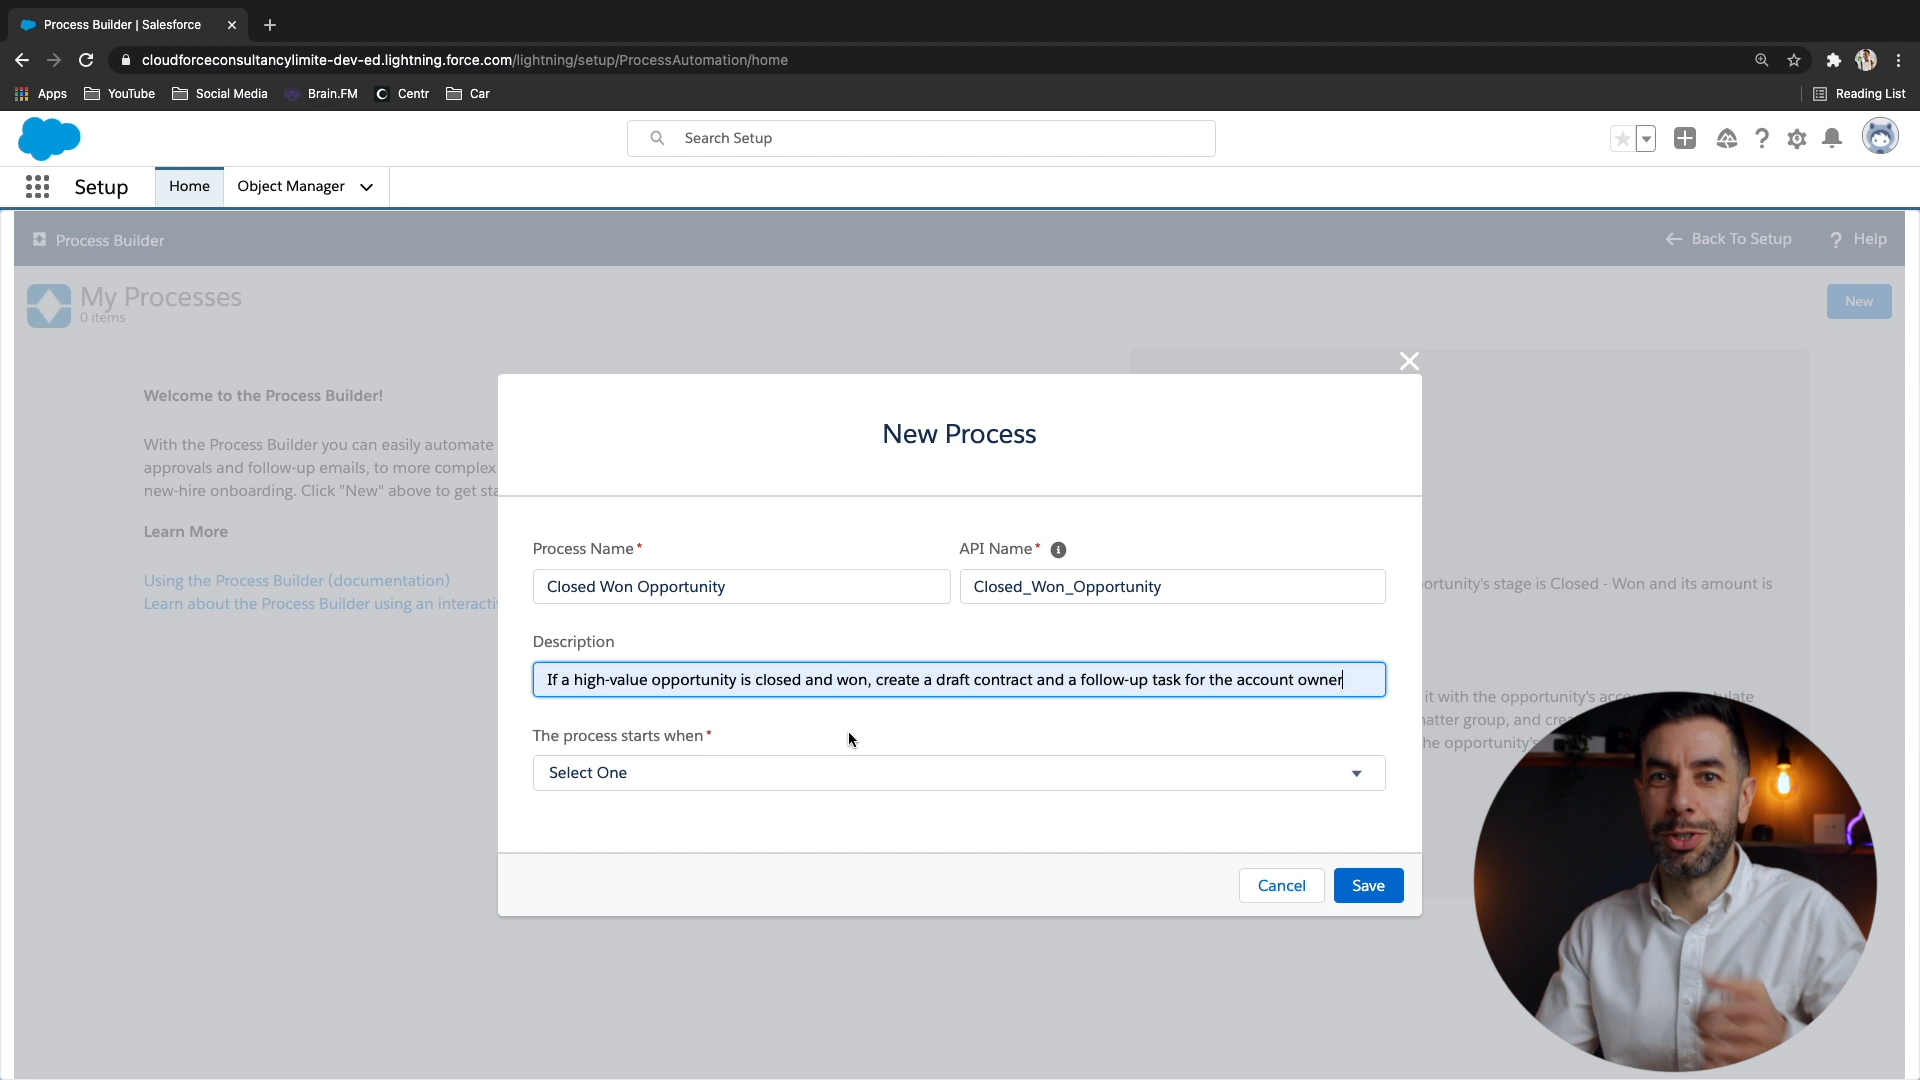 Process Builder | Salesforce
cloudforceconsultancylimite-dev-ed.lightning.force.com/lightning/setup/ProcessAutomation/home
Apps YouTube Social Media Brain.FM Centr Car Reading List
Search Setup
Setup Home Object Manager
Process Builder Back To Setup ? Help
My Processes
0 items
New
Welcome to the Process Builder!
With the Process Builder you can easily automate
approvals and follow-up emails, to more complex
new-hire onboarding. Click "New" above to get sta
Learn More
Using the Process Builder (documentation)
Learn about the Process Builder using an interacti
New Process
Process Name* API Name*
Closed Won Opportunity Closed_Won_Opportunity
Description
If a high-value opportunity is closed and won, create a draft contract and a follow-up task for the account owner
The process starts when*
Select One
Cancel Save
ortunity's stage is Closed - Won and its amount is
it with the opportunity's acc ulate
atter group, and crea
he opportunity's